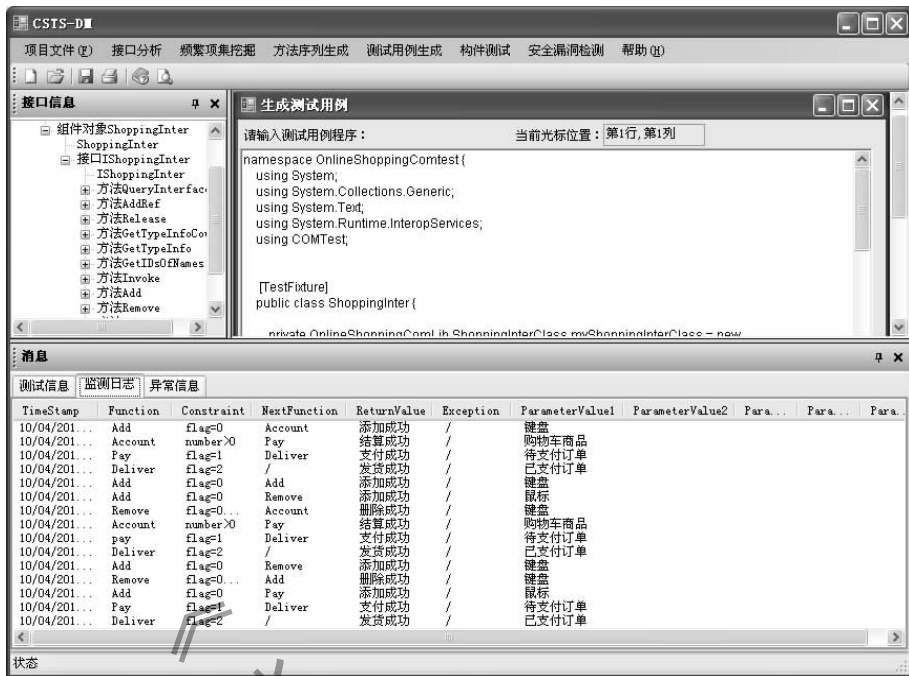 CSTS-DM
项目文件(F) 接口分析 频繁项集挖掘 方法序列生成 测试用例生成 构件测试 安全漏洞检测 帮助(H)
接口信息
组件对象ShoppingInter
ShoppingInter
接口IShoppingInter
IShoppingInter
方法QueryInterfac
方法AddRef
方法Release
方法GetTypeInfoCou
方法GetTypeInfo
方法GetIDsOfNames
方法Invoke
方法Add
方法Remove
生成测试用例
请输入测试用例程序： 当前光标位置： 第1行,第1列
namespace OnlineShoppingComtest{
using System;
using System.Collections.Generic;
using System.Text;
using System.Runtime.InteropServices;
using COMTest;
[TestFixture]
public class ShoppingInter {
private OnlineShoppingComLib.ShoppingInterClass myShoppingInterClass = new
消息
测试信息 监测日志 异常信息
TimeStamp Function Constraint NextFunction ReturnValue Exception ParameterValue1 ParameterValue2 Para... Para... Para.
10/04/201... Add flag=0 Account 添加成功 / 键盘
10/04/201... Account number>0 Pay 结算成功 / 购物车商品
10/04/201... Pay flag=1 Deliver 支付成功 / 待支付订单
10/04/201... Deliver flag=2 / 发货成功 / 已支付订单
10/04/201... Add flag=0 Add 添加成功 / 键盘
10/04/201... Add flag=0 Remove 添加成功 / 鼠标
10/04/201... Remove flag=0... Account 删除成功 / 键盘
10/04/201... Account number>0 Pay 结算成功 / 购物车商品
10/04/201... pay flag=1 Deliver 支付成功 / 待支付订单
10/04/201... Deliver flag=2 / 发货成功 / 已支付订单
10/04/201... Add flag=0 Remove 添加成功 / 键盘
10/04/201... Remove flag=0... Add 删除成功 / 键盘
10/04/201... Add flag=0 Pay 添加成功 / 鼠标
10/04/201... Pay flag=1 Deliver 支付成功 / 待支付订单
10/04/201... Deliver flag=2 / 发货成功 / 已支付订单
状态